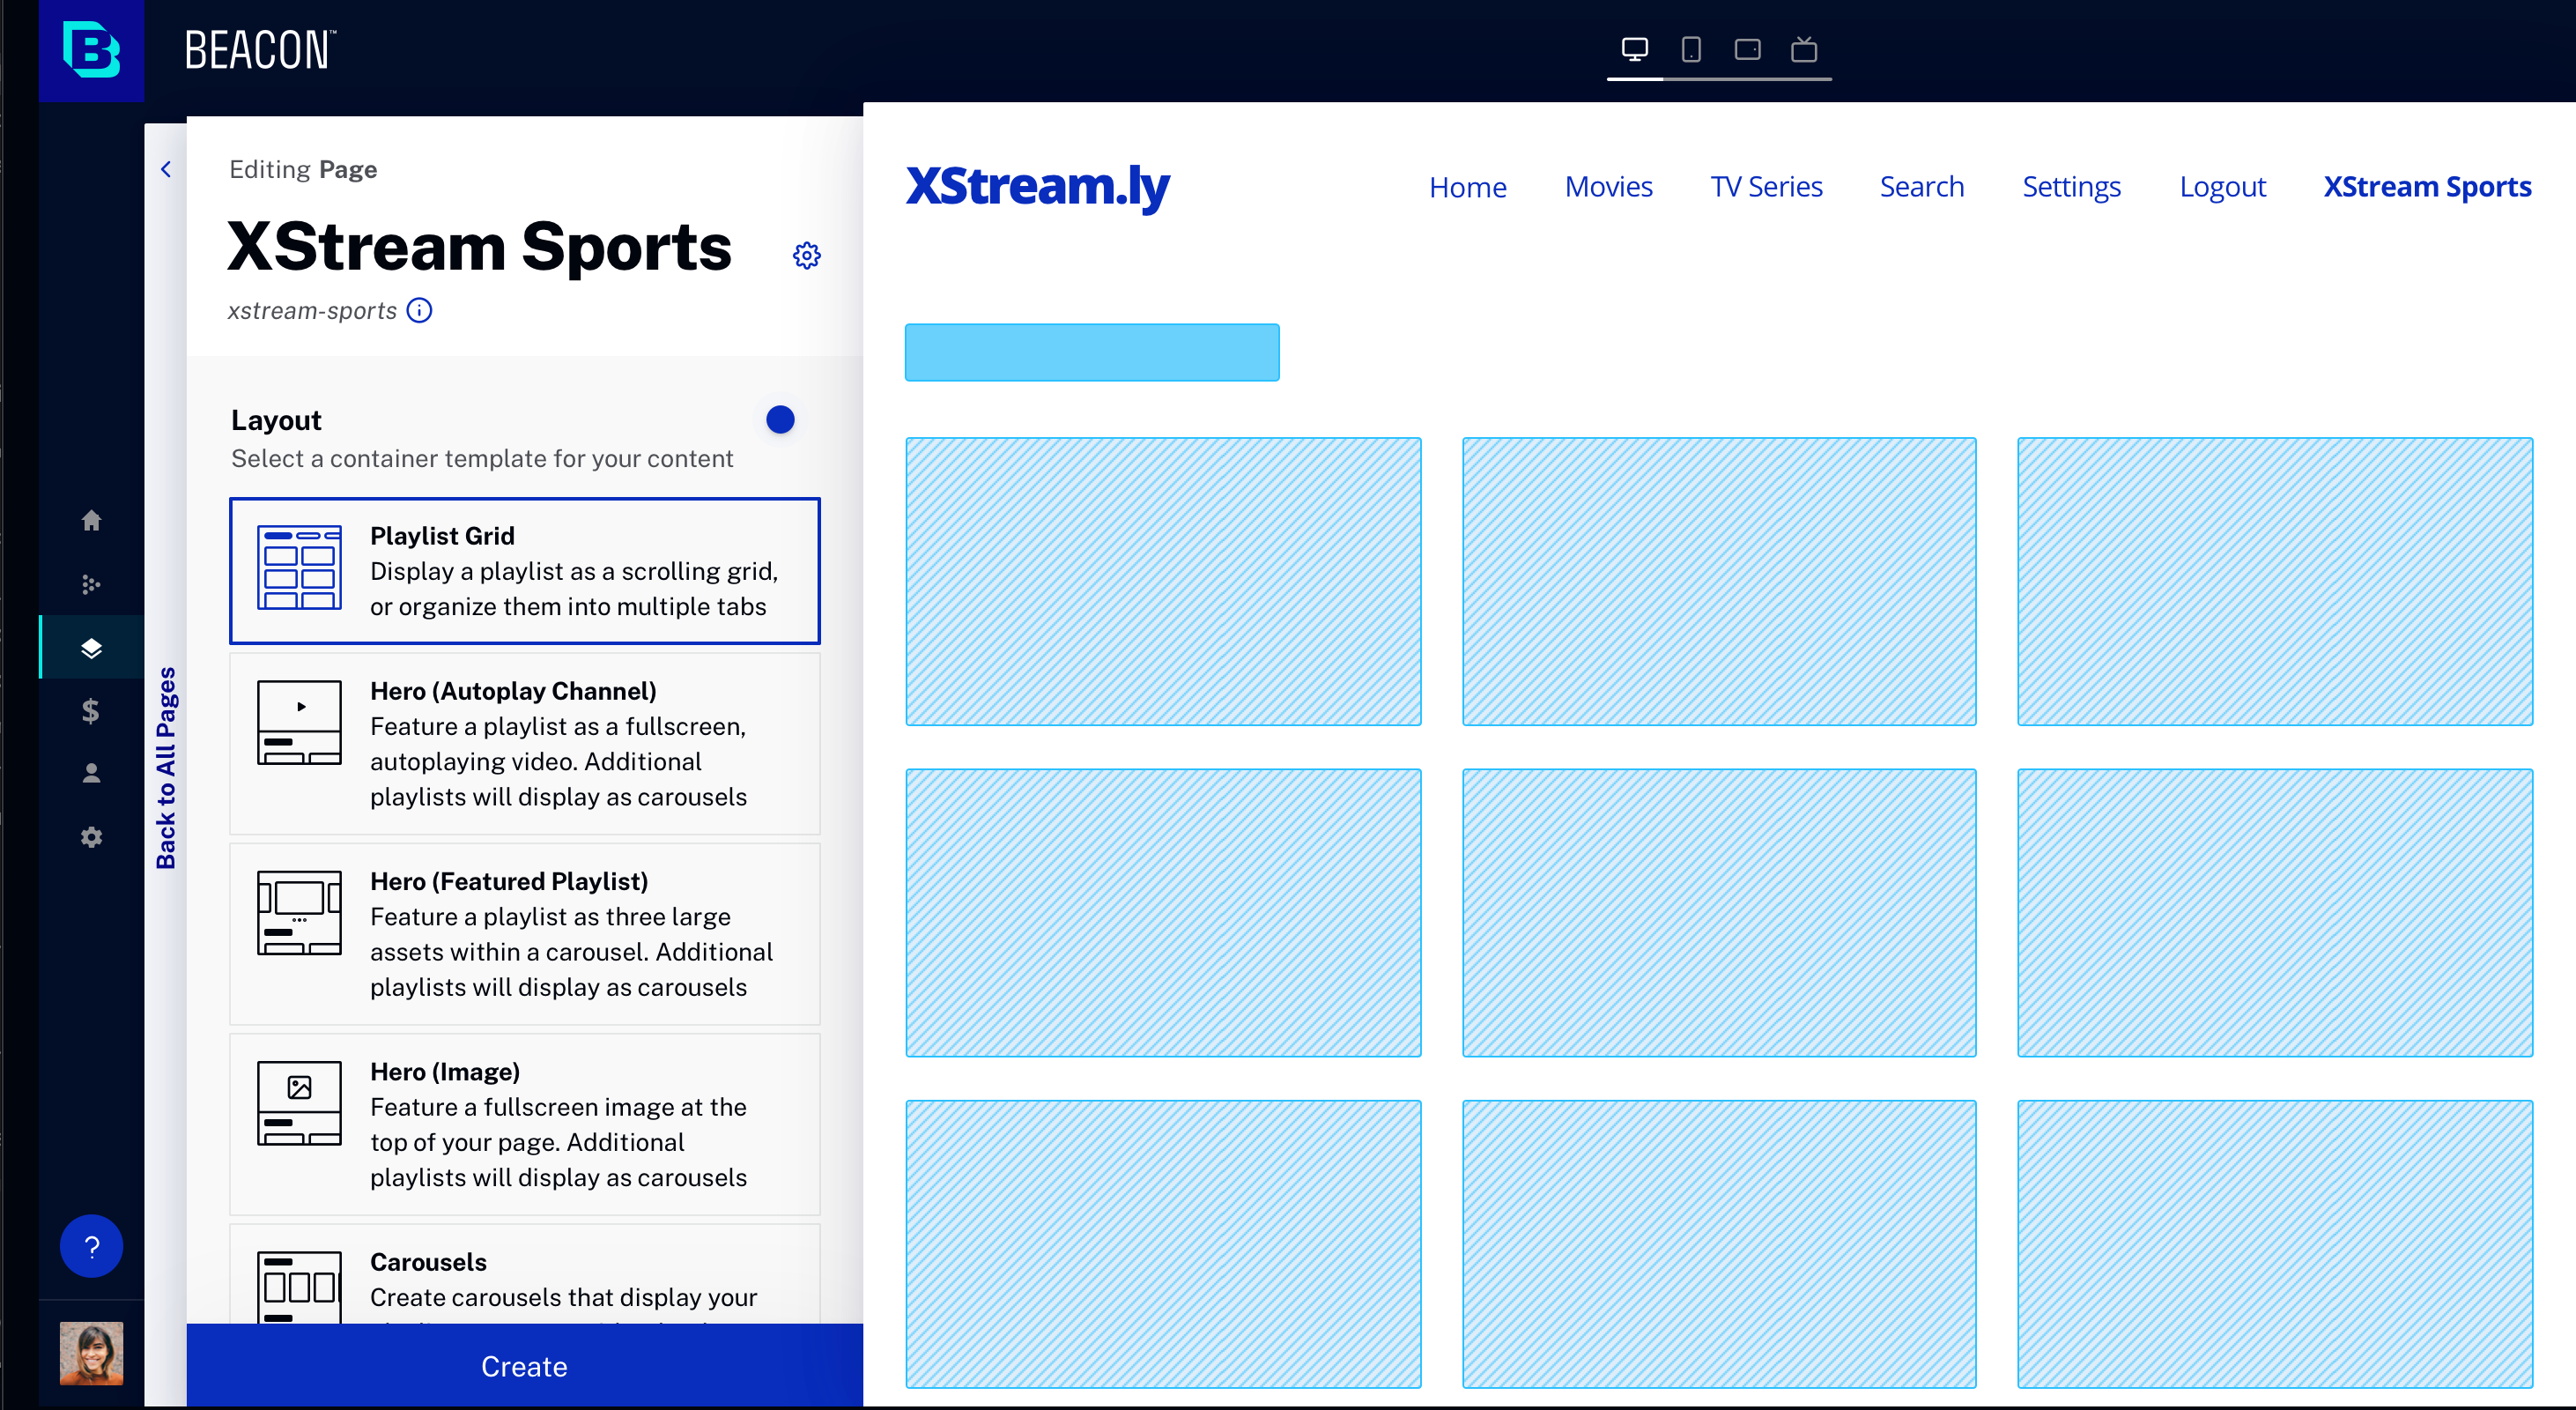 BEACON™
Editing Page
XStream Sports
xstream-sports
Layout
Select a container template for your content
Playlist Grid
Display a playlist as a scrolling grid,
or organize them into multiple tabs
Hero (Autoplay Channel)
Feature a playlist as a fullscreen,
autoplaying video. Additional
playlists will display as carousels
Hero (Featured Playlist)
Feature a playlist as three large
assets within a carousel. Additional
playlists will display as carousels
Hero (Image)
Feature a fullscreen image at the
top of your page. Additional
playlists will display as carousels
Carousels
Create carousels that display your
Create
Back to All Pages
?
XStream.ly
Home Movies TV Series Search Settings Logout XStream Sports